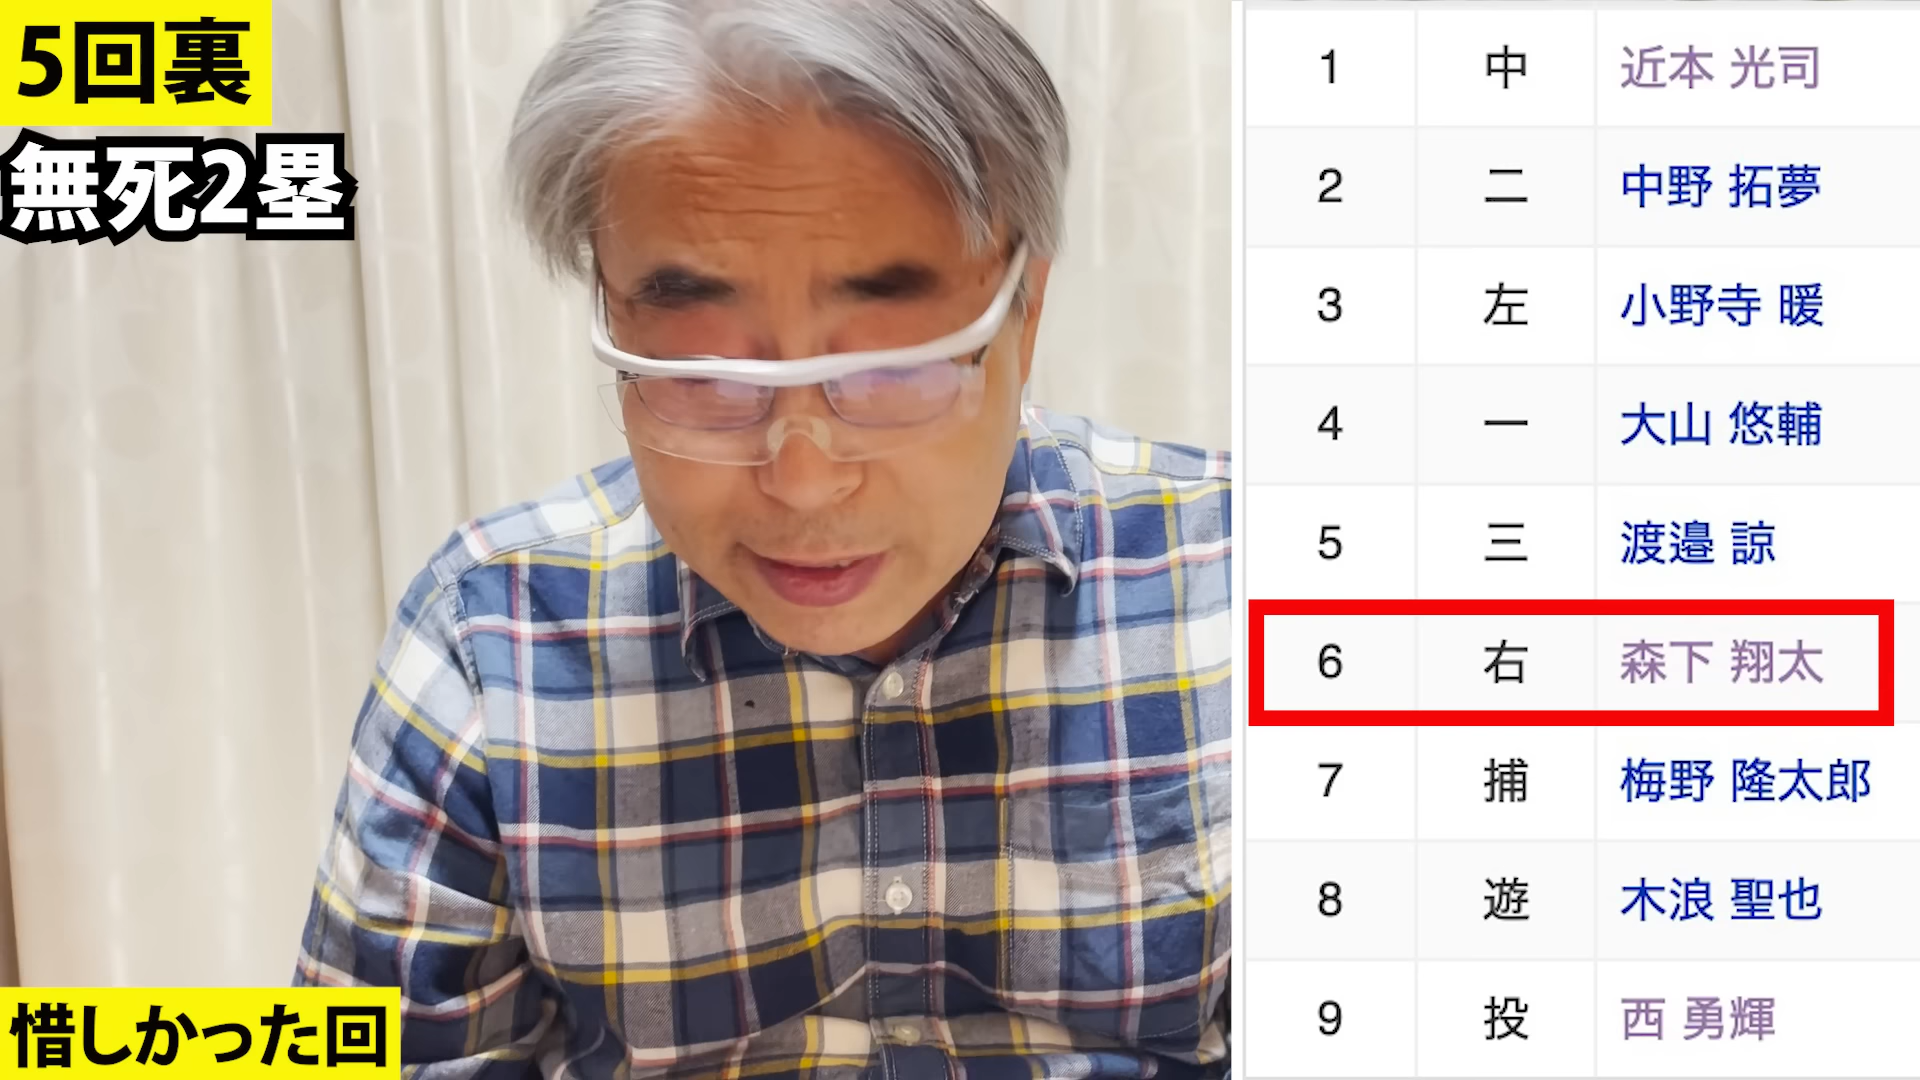 5回裏
無死2塁
惜しかった回
1 中 近本 光司
2 二 中野 拓夢
3 左 小野寺 暖
4 一 大山 悠輔
5 三 渡邉 諒
6 右 森下 翔太
7 捕 梅野 隆太郎
8 遊 木浪 聖也
9 投 西 勇輝